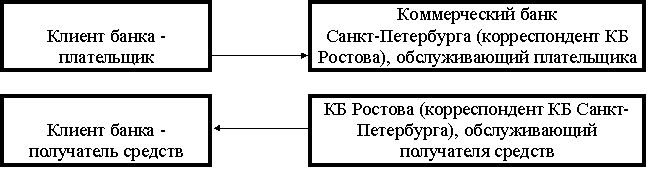 Клиент банка -
плательщик
Коммерческий банк
Санкт-Петербурга (корреспондент КБ
Ростова), обслуживающий плательщика
Клиент банка -
получатель средств
КБ Ростова (корреспондент КБ Санкт-
Петербурга), обслуживающий
получателя средств